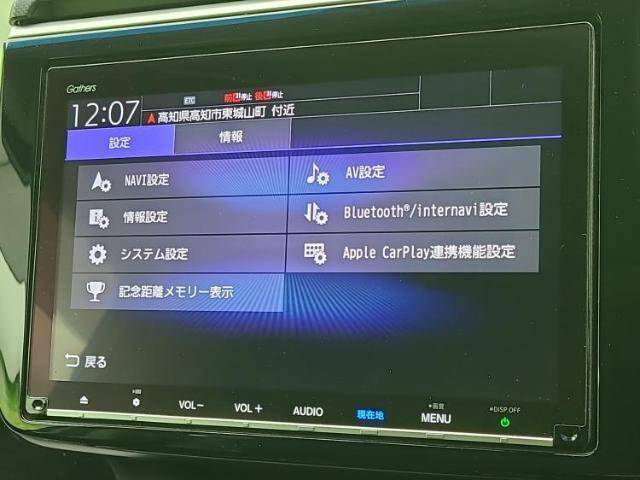 Gathers
12:07
ETC 前 停止 後 停止
高知県高知市東城山町 付近
設定 情報
NAVI設定 AV設定
情報設定 Bluetooth®/internavi設定
システム設定 Apple CarPlay連携機能設定
記念距離メモリー表示
戻る
VOL− VOL+ AUDIO 現在地 画質 MENU DISP OFF